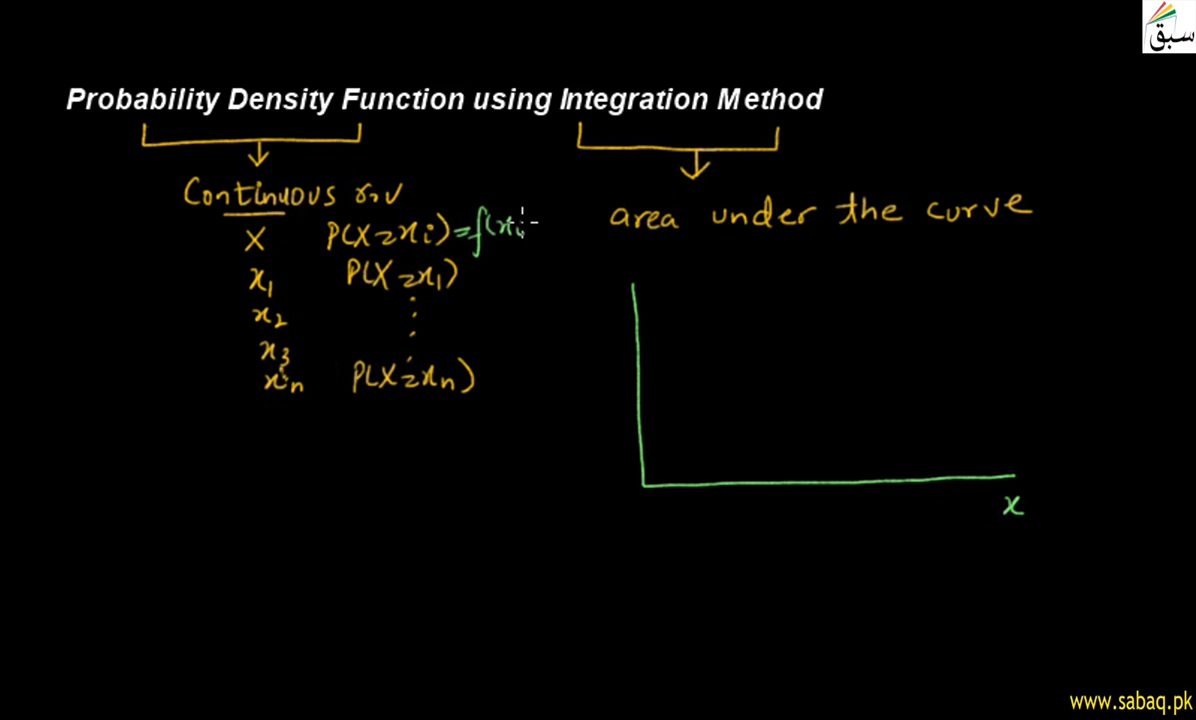 سبق
Probability Density Function using Integration Method
Continuous r.v
area under the curve
X P(X=xi)=f(xi
x1 P(X=x1)
x2
x3
xn P(X=xn)
x
www.sabaq.pk